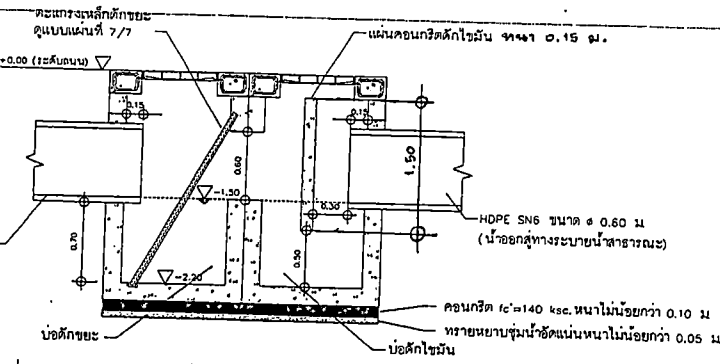 ตะแกรงเหล็กดักขยะ
ดูแบบแผ่นที่ 7/7
แผ่นคอนกรีตดักไขมัน หนา 0.15 ม.
+0.00 (ระดับถนน)
0.15
0.15
0.60
1.50
-1.50
0.30
HDPE SN6 ขนาด ø 0.60 ม
(น้ำออกสู่ทางระบายน้ำสาธารณะ)
0.70
0.50
-2.20
คอนกรีต fc'=140 ksc. หนาไม่น้อยกว่า 0.10 ม
ทรายหยาบชุ่มน้ำอัดแน่นหนาไม่น้อยกว่า 0.05 ม
บ่อดักขยะ
บ่อดักไขมัน